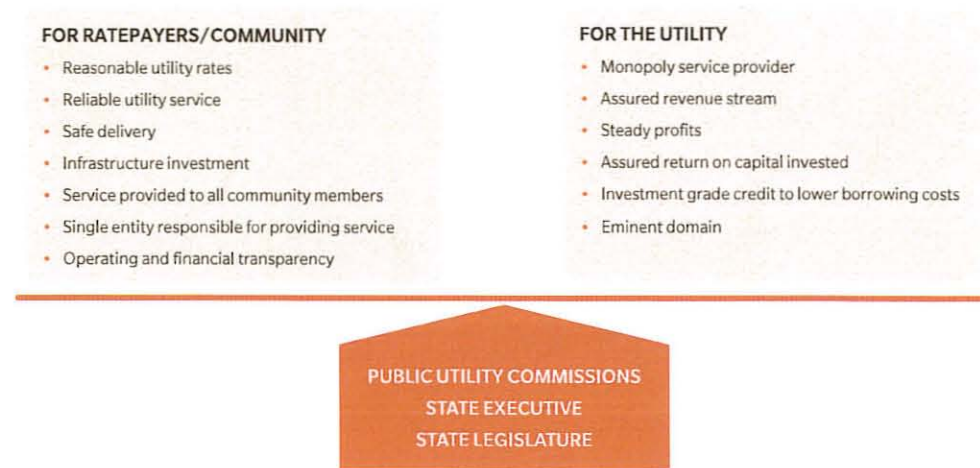 FOR RATEPAYERS/COMMUNITY
• Reasonable utility rates
• Reliable utility service
• Safe delivery
• Infrastructure investment
• Service provided to all community members
• Single entity responsible for providing service
• Operating and financial transparency
FOR THE UTILITY
• Monopoly service provider
• Assured revenue stream
• Steady profits
• Assured return on capital invested
• Investment grade credit to lower borrowing costs
• Eminent domain
PUBLIC UTILITY COMMISSIONS
STATE EXECUTIVE
STATE LEGISLATURE